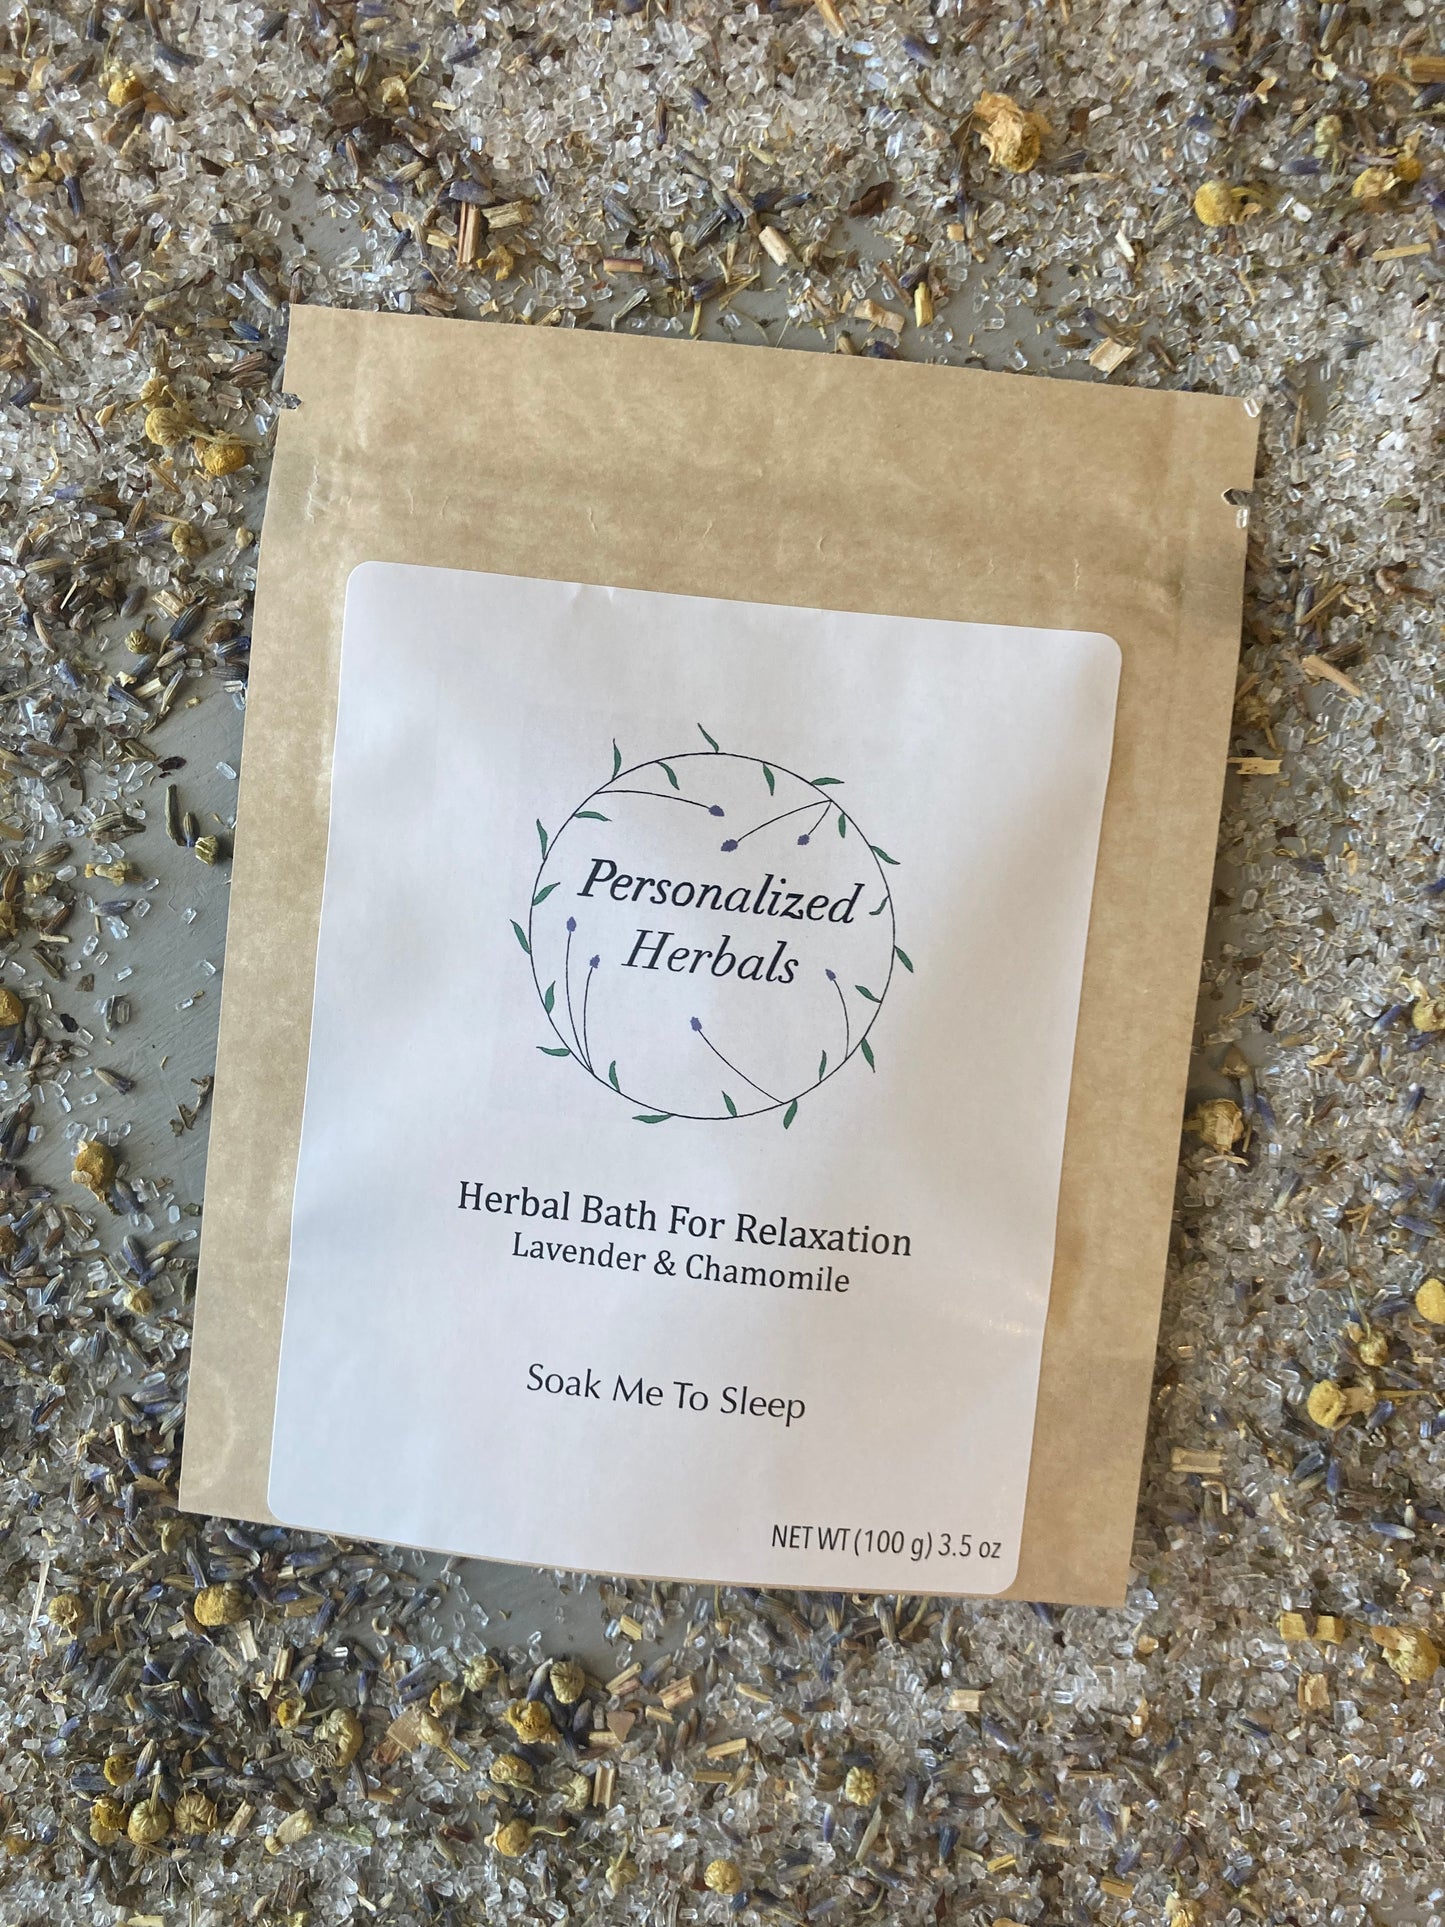 Personalized
Herbals
Herbal Bath For Relaxation
Lavender & Chamomile
Soak Me To Sleep
NET WT (100 g) 3.5 oz